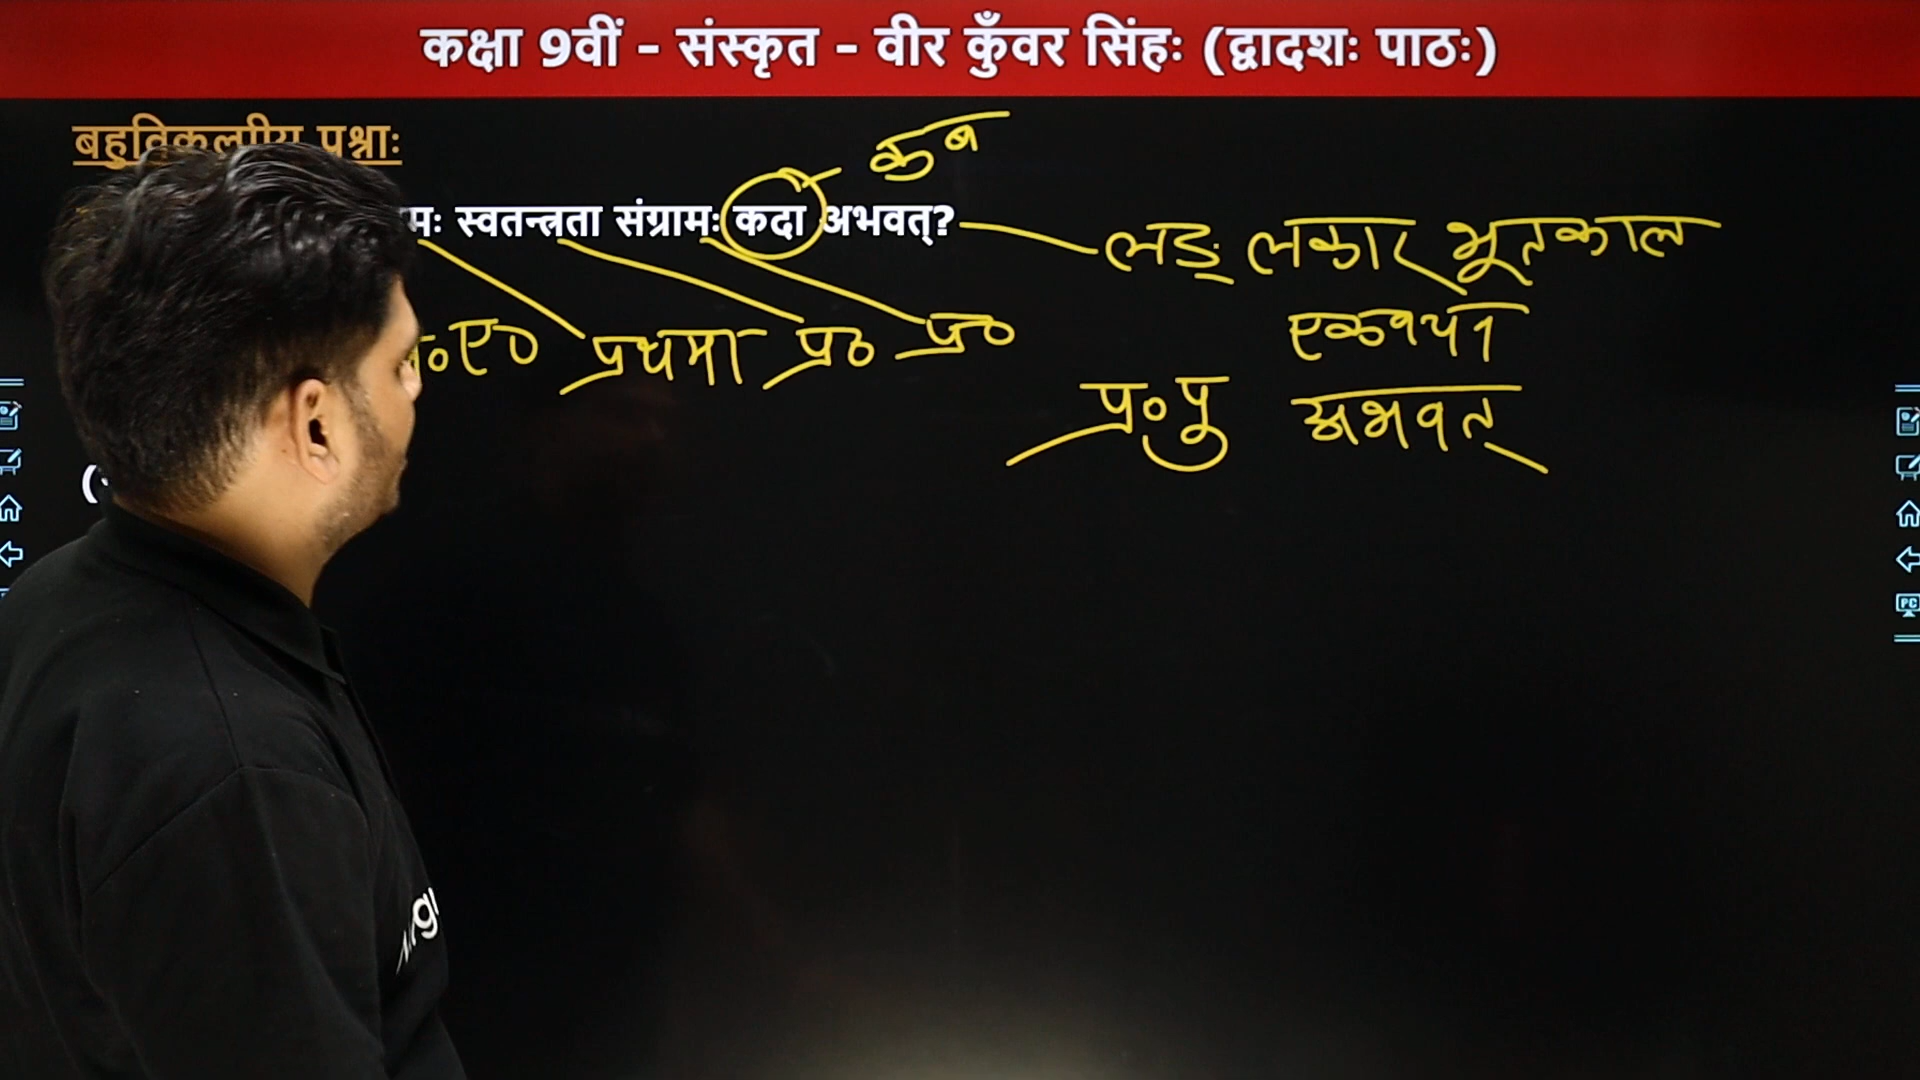 कक्षा 9वीं - संस्कृत - वीर कुँवर सिंहः (द्वादशः पाठः)
बहुविकल्पीय प्रश्नाः
कब
मः स्वतन्त्रता संग्रामः कदा अभवत्?
लङ् लकार भूतकाल
ए० प्रथमा प्र० प्र०
एकवचन
प्र०पु अभवत्